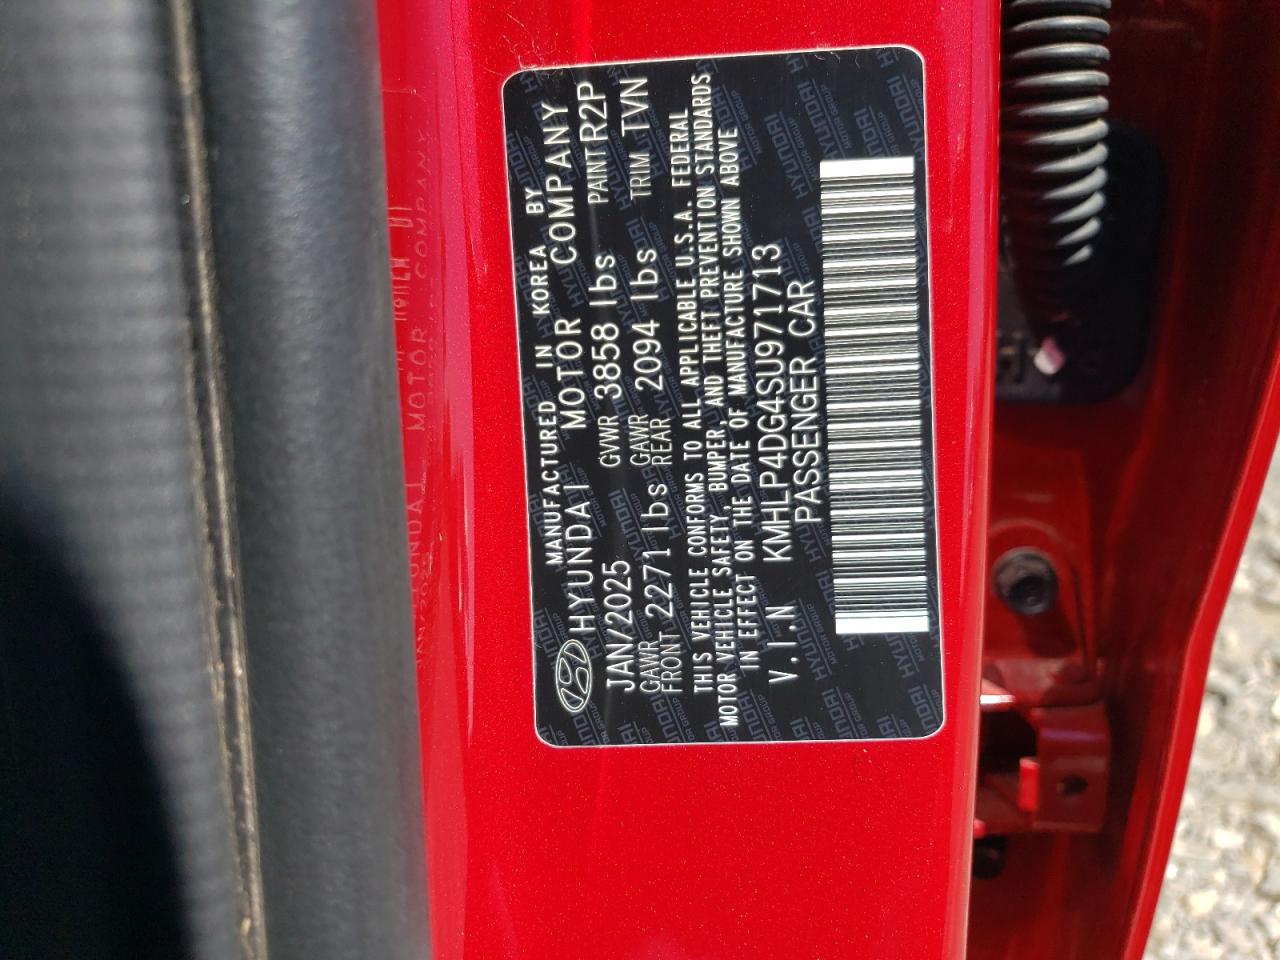 MANUFACTURED IN KOREA BY
HYUNDAI MOTOR COMPANY
JAN/2025 GVWR 3858 lbs PAINT R2P
GAWR FRONT 2271 lbs GAWR REAR 2094 lbs TRIM TVN
THIS VEHICLE CONFORMS TO ALL APPLICABLE U.S.A. FEDERAL
MOTOR VEHICLE SAFETY, BUMPER, AND THEFT PREVENTION STANDARDS
IN EFFECT ON THE DATE OF MANUFACTURE SHOWN ABOVE
V.I.N KMHLP4DG4SU971713
PASSENGER CAR